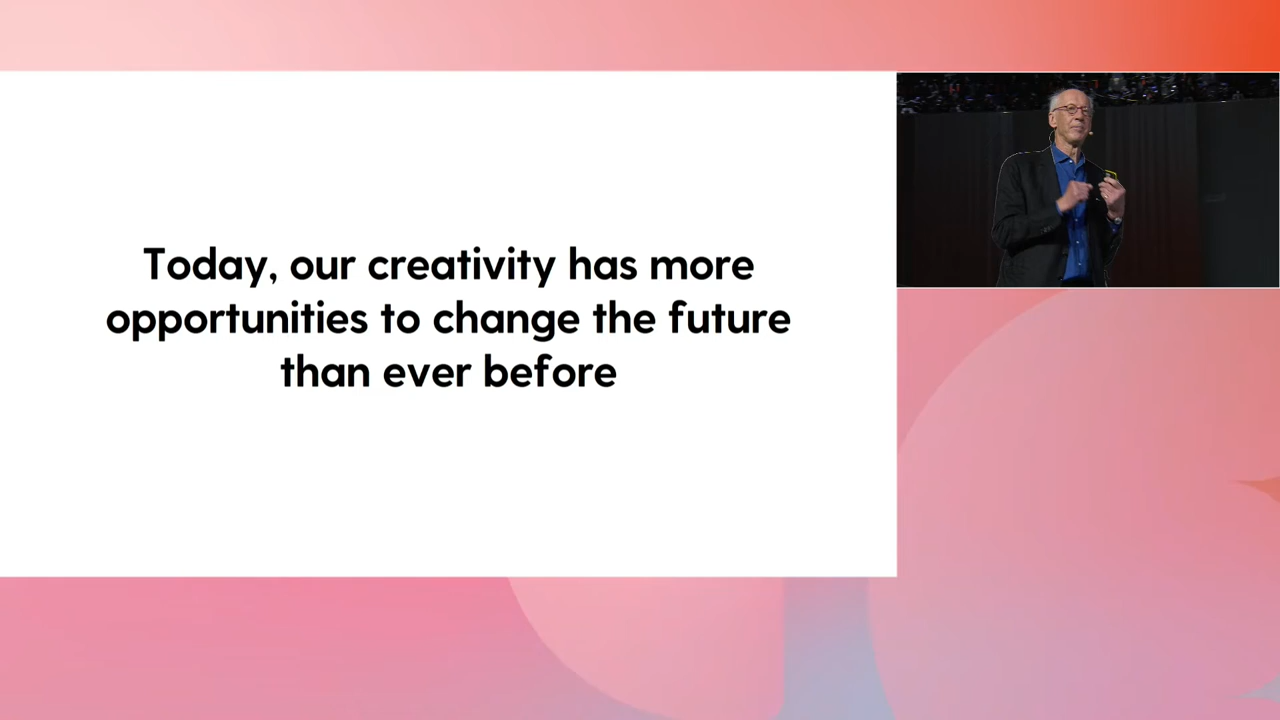 Today, our creativity has more
opportunities to change the future
than ever before